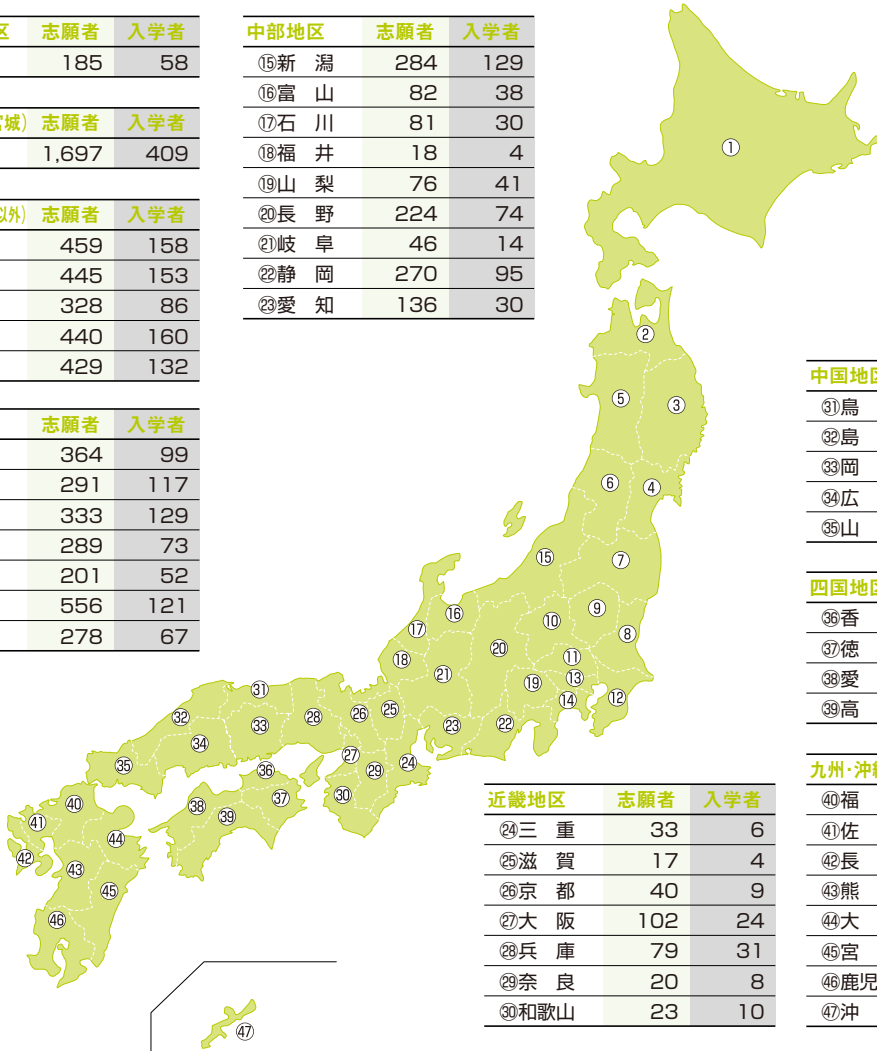 区 志願者 入学者
185 58
宮城) 志願者 入学者
1,697 409
以外) 志願者 入学者
459 158
445 153
328 86
440 160
429 132
志願者 入学者
364 99
291 117
333 129
289 73
201 52
556 121
278 67
中部地区 志願者 入学者
⑮新潟 284 129
⑯富山 82 38
⑰石川 81 30
⑱福井 18 4
⑲山梨 76 41
⑳長野 224 74
㉑岐阜 46 14
㉒静岡 270 95
㉓愛知 136 30
①
②
⑤
③
⑥
④
⑮
⑦
⑯
⑩
⑨
⑰
⑧
⑱
⑳
⑪
㉑
⑲
⑬
⑭
⑫
㉛
㉜
㉝
㉘
㉖
㉕
㉓
㉒
㉞
㉟
㉗
㉔
㊱
㉙
㉚
㊵
㊳
㊲
㊶
㊴
㊹
㊷
㊸
㊺
㊻
㊼
近畿地区 志願者 入学者
㉔三重 33 6
㉕滋賀 17 4
㉖京都 40 9
㉗大阪 102 24
㉘兵庫 79 31
㉙奈良 20 8
㉚和歌山 23 10
中国地区
㉛鳥
㉜島
㉝岡
㉞広
㉟山
四国地区
㊱香
㊲徳
㊳愛
㊴高
九州・沖縄
㊵福
㊶佐
㊷長
㊸熊
㊹大
㊺宮
㊻鹿児
㊼沖